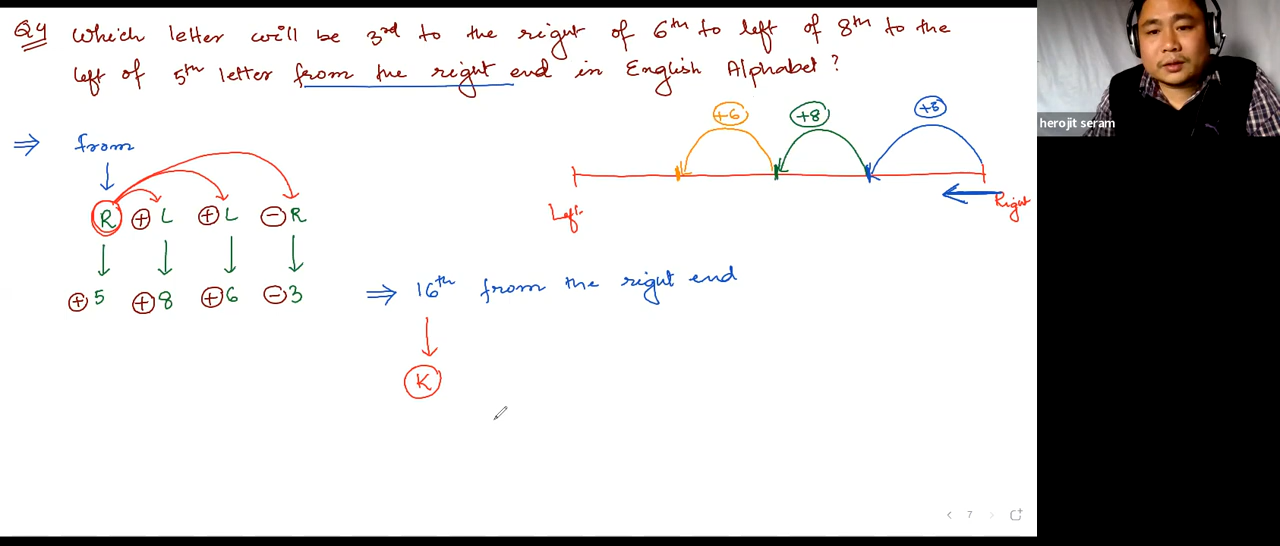 Q4 Which letter will be 3rd to the right of 6th to left of 8th to the
left of 5th letter from the right end in English Alphabet?
+6 +8 +5
⇒ from
herojit seram
R + L + L − R
Left Right
+5 +8 +6 −3 ⇒ 16th from the right end
K
< 7 >